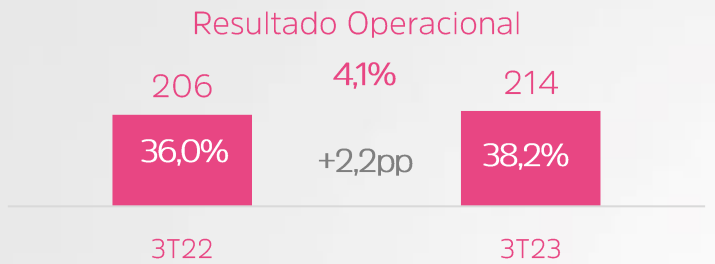 Resultado Operacional
206
4,1%
214
36,0%
+2,2pp
38,2%
3T22
3T23